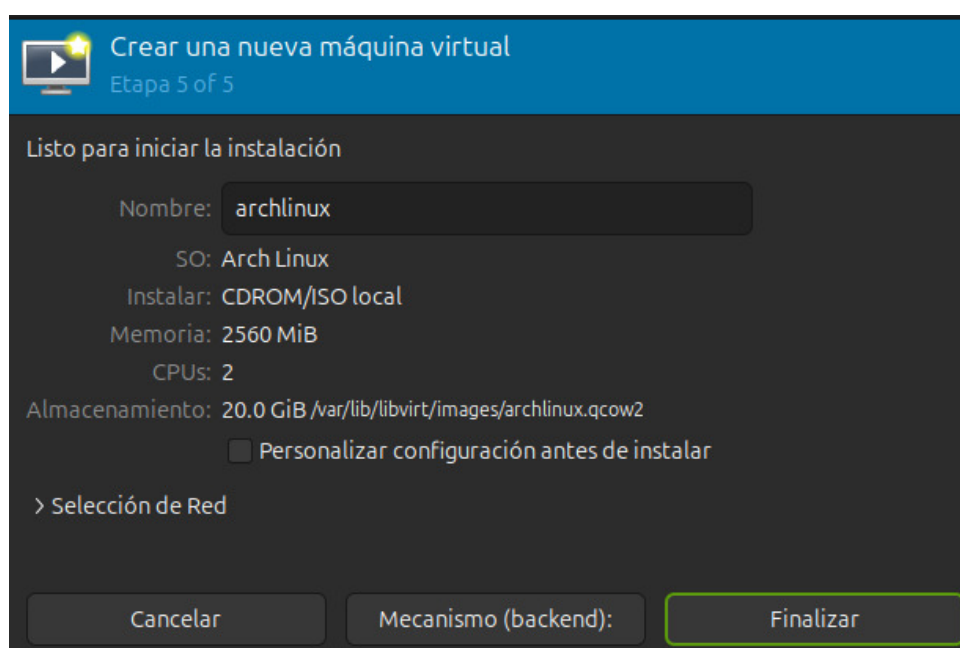 Crear una nueva máquina virtual
Etapa 5 of 5
Listo para iniciar la instalación
Nombre: archlinux
SO: Arch Linux
Instalar: CDROM/ISO local
Memoria: 2560 MiB
CPUs: 2
Almacenamiento: 20.0 GiB /var/lib/libvirt/images/archlinux.qcow2
Personalizar configuración antes de instalar
> Selección de Red
Cancelar Mecanismo (backend): Finalizar